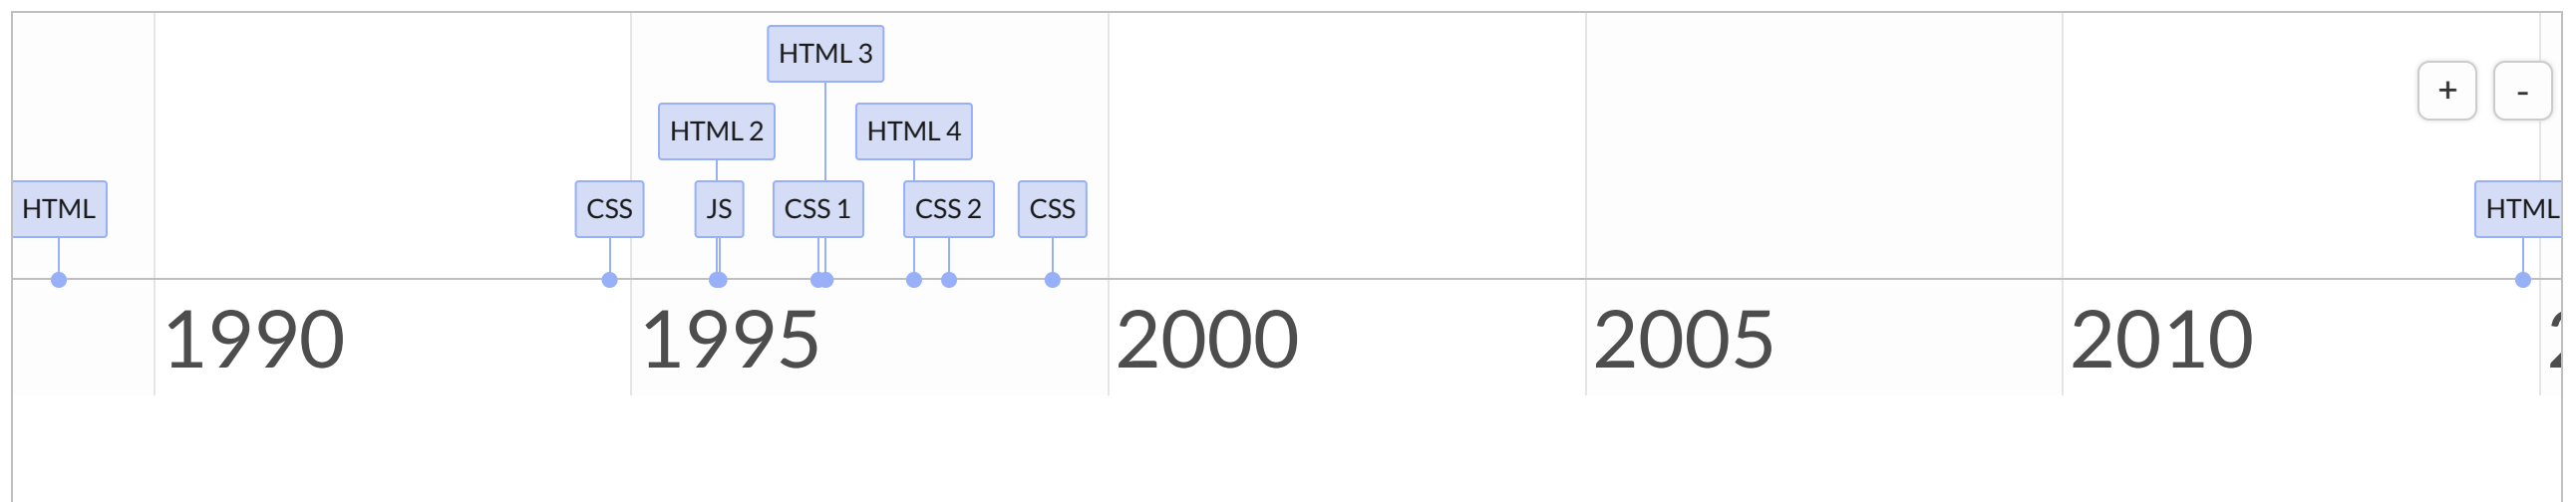 HTML 3
+ -
HTML 2 HTML 4
HTML CSS JS CSS 1 CSS 2 CSS HTML
1990 1995 2000 2005 2010